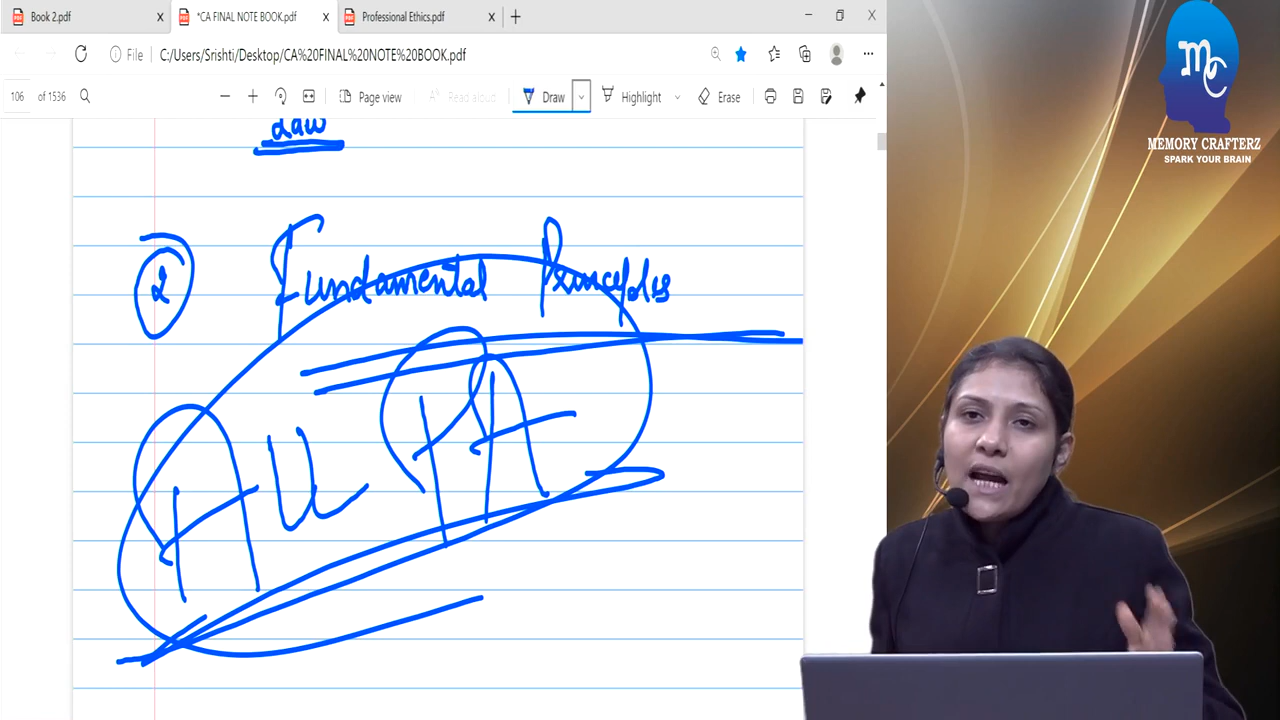 Book 2.pdf
*CA FINAL NOTE BOOK.pdf
Professional Ethics.pdf
File
C:/Users/Srishti/Desktop/CA%20FINAL%20NOTE%20BOOK.pdf
106 of 1536
Page view
Read aloud
Draw
Highlight
Erase
MC
MEMORY CRAFTERZ
SPARK YOUR BRAIN
Law
2 Fundamental Principles